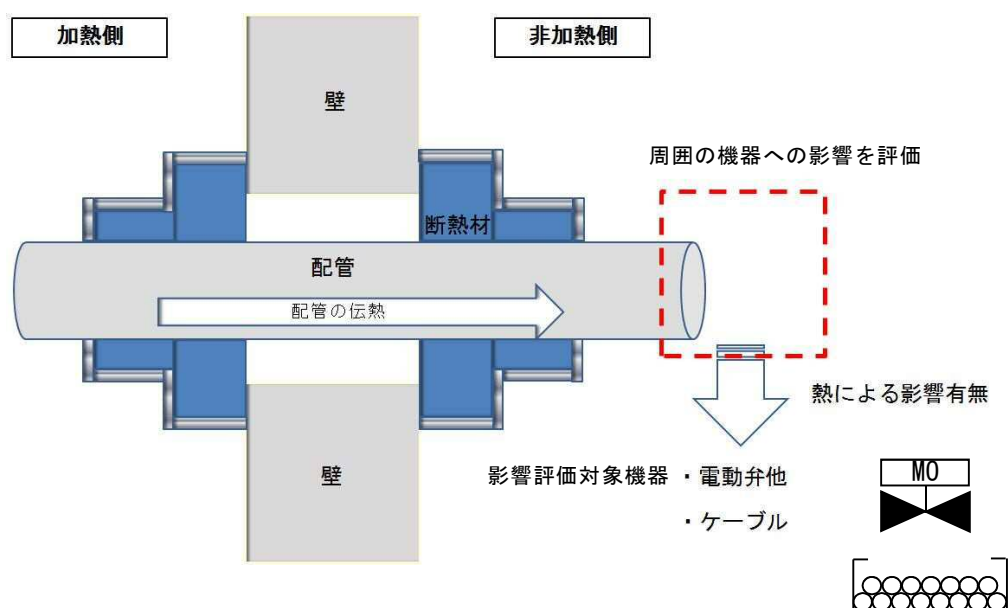 加熱側
非加熱側
壁
周囲の機器への影響を評価
断熱材
配管
配管の伝熱
熱による影響有無
壁
影響評価対象機器 ・電動弁他
・ケーブル
MO